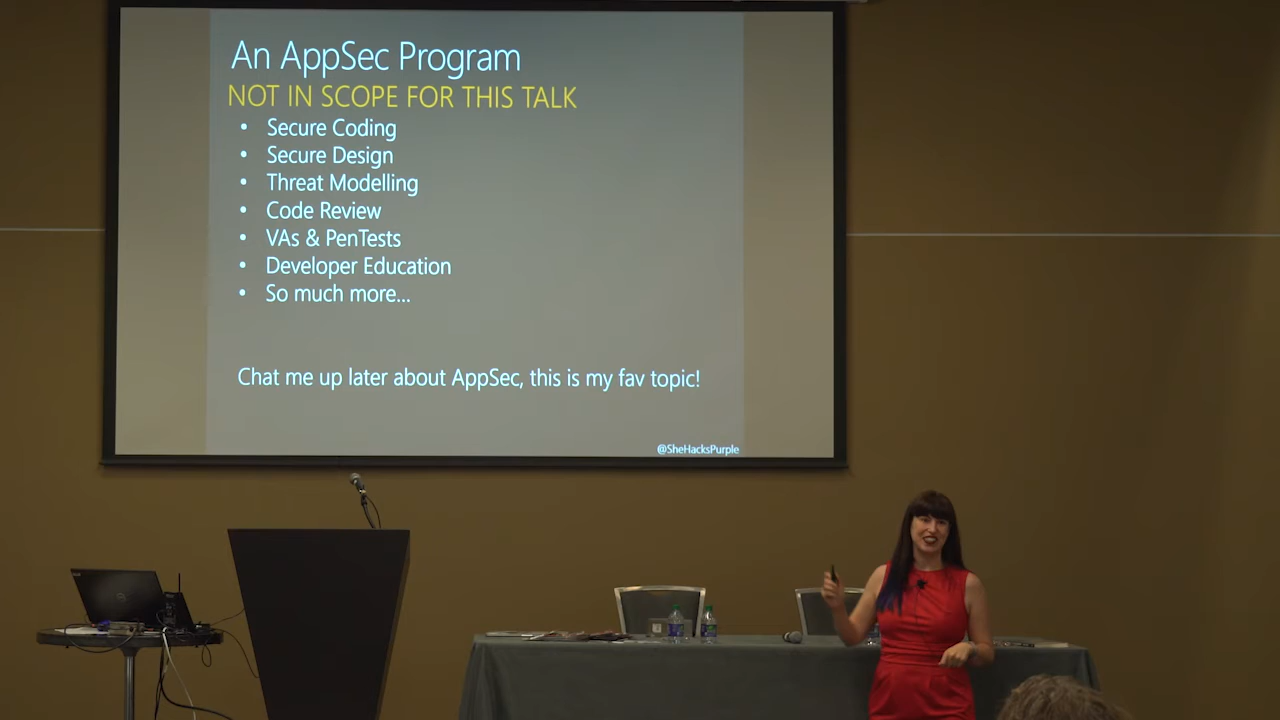 An AppSec Program
NOT IN SCOPE FOR THIS TALK
• Secure Coding
• Secure Design
• Threat Modelling
• Code Review
• VAs & PenTests
• Developer Education
• So much more...
Chat me up later about AppSec, this is my fav topic!
@SheHacksPurple